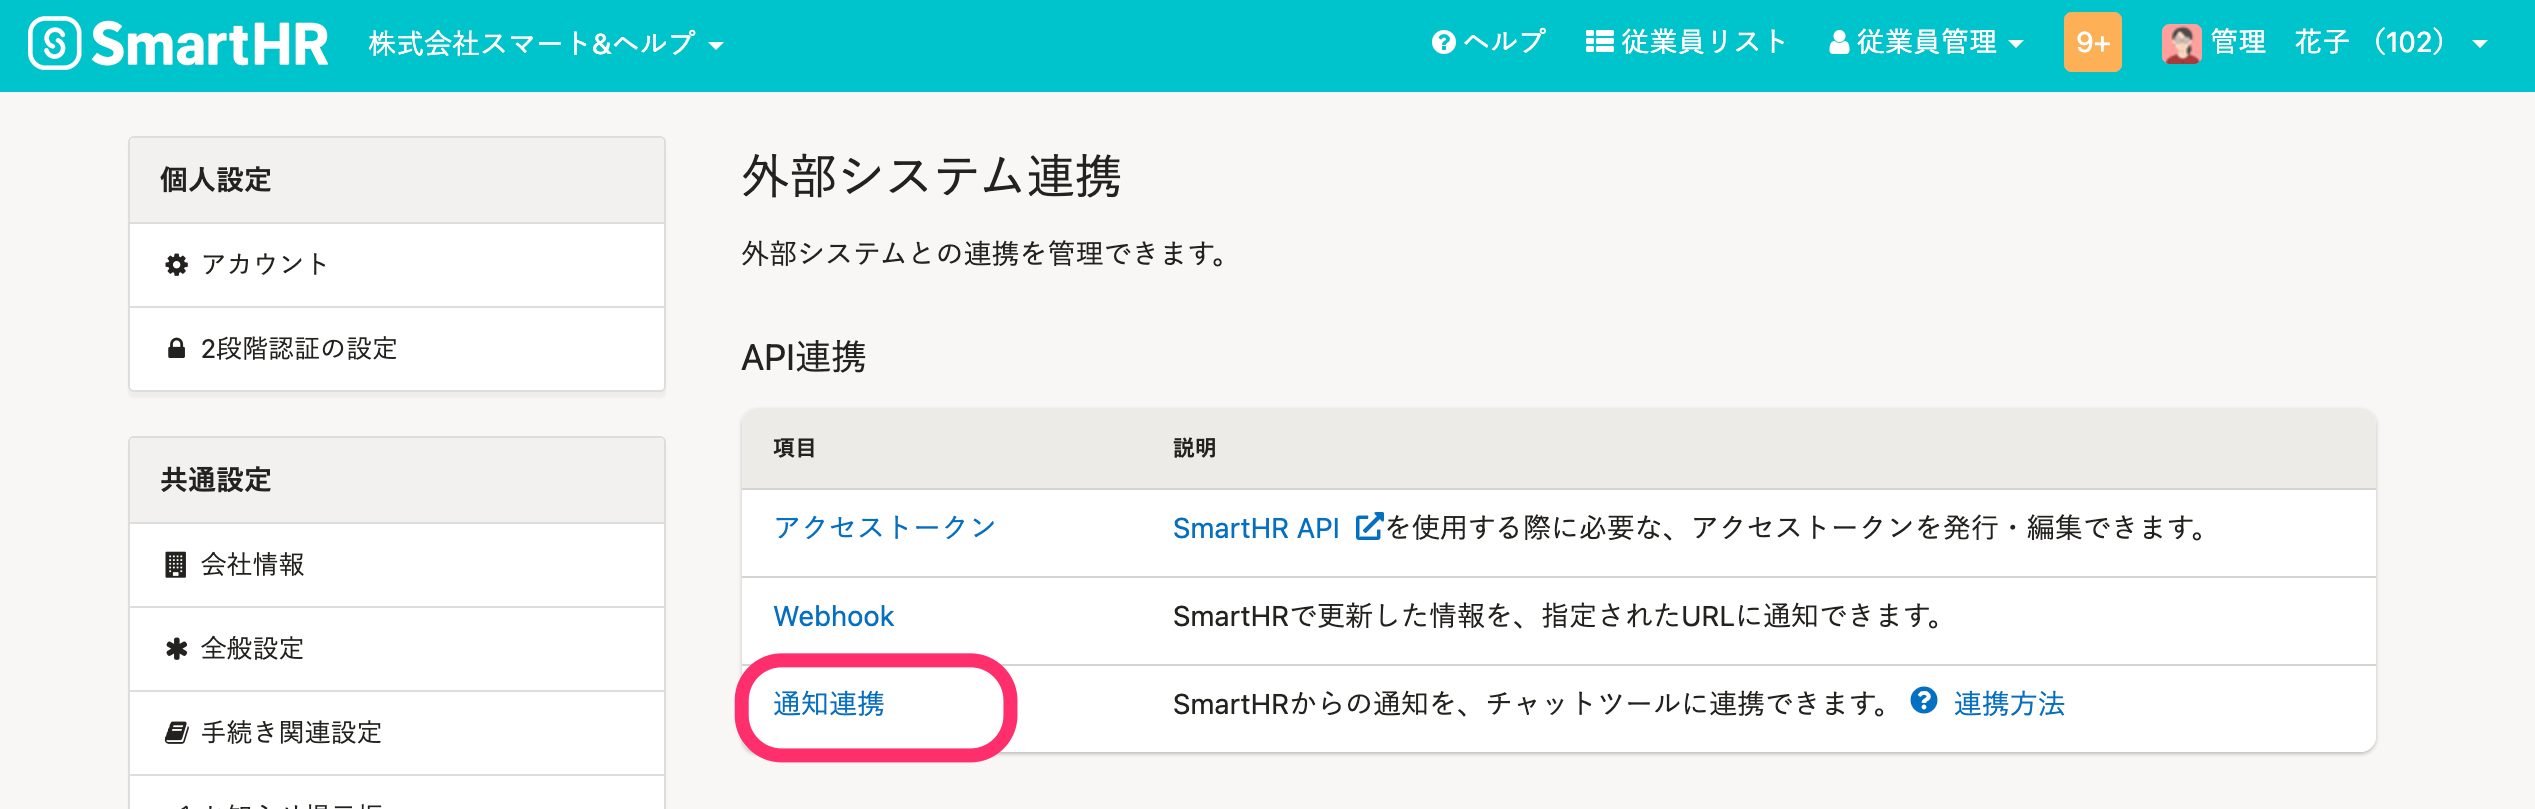 SmartHR 株式会社スマート&ヘルプ ヘルプ 従業員リスト 従業員管理 9+ 管理 花子 (102)
個人設定
アカウント
2段階認証の設定
共通設定
会社情報
全般設定
手続き関連設定
外部システム連携
外部システムとの連携を管理できます。
API連携
項目 説明
アクセストークン SmartHR API を使用する際に必要な、アクセストークンを発行・編集できます。
Webhook SmartHRで更新した情報を、指定されたURLに通知できます。
通知連携 SmartHRからの通知を、チャットツールに連携できます。 連携方法